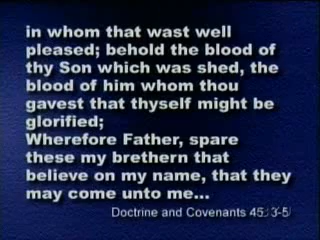 in whom that wast well
pleased; behold the blood of
thy Son which was shed, the
blood of him whom thou
gavest that thyself might be
glorified;
Wherefore Father, spare
these my brethern that
believe on my name, that they
may come unto me...
Doctrine and Covenants 45: 3-5